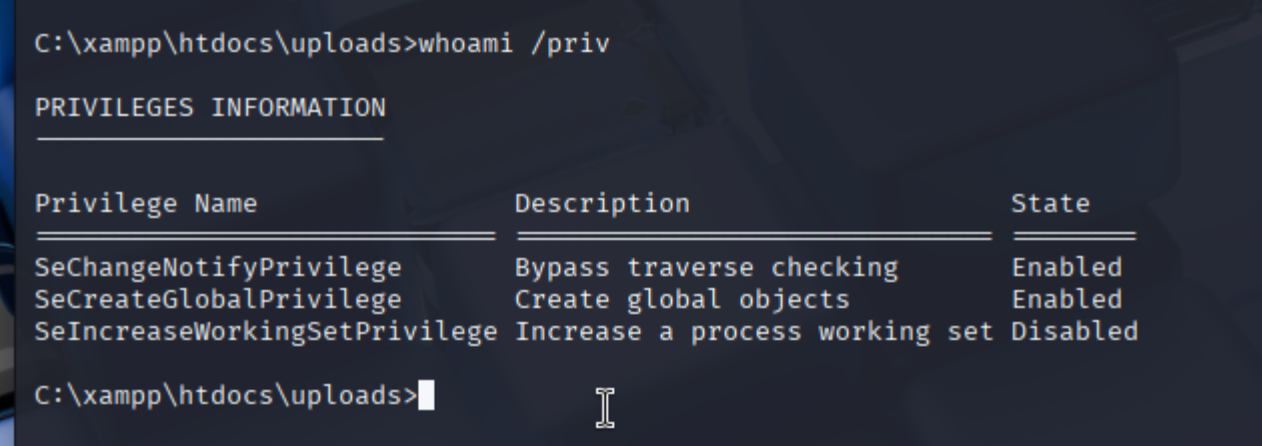 C:\xampp\htdocs\uploads>whoami /priv
PRIVILEGES INFORMATION
Privilege Name Description State
SeChangeNotifyPrivilege Bypass traverse checking Enabled
SeCreateGlobalPrivilege Create global objects Enabled
SeIncreaseWorkingSetPrivilege Increase a process working set Disabled
C:\xampp\htdocs\uploads>